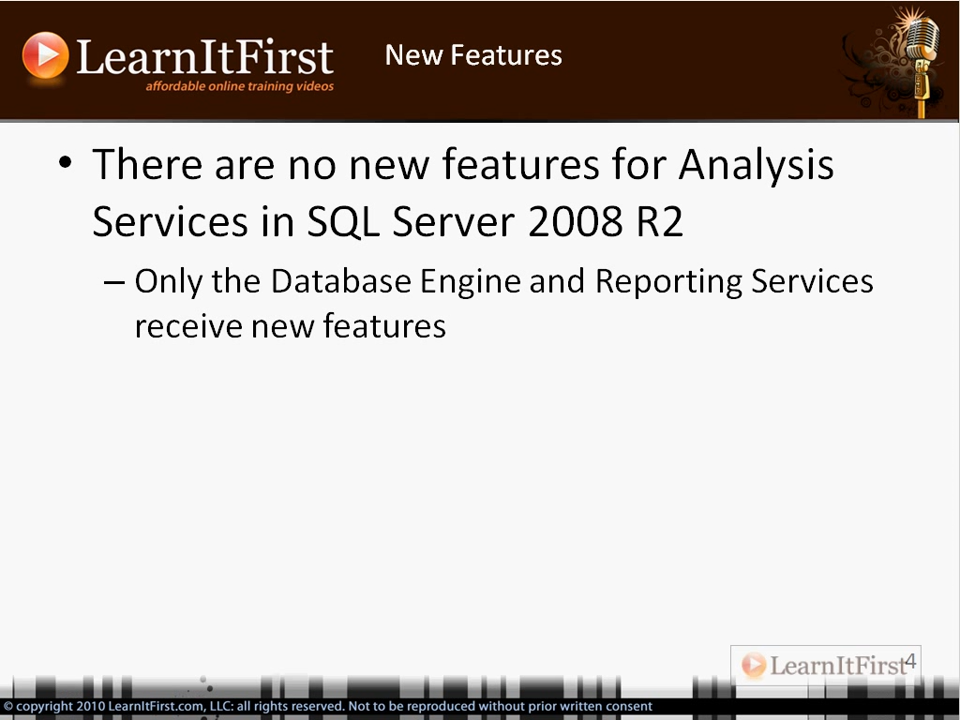 LearnItFirst
affordable online training videos
New Features
• There are no new features for Analysis
Services in SQL Server 2008 R2
– Only the Database Engine and Reporting Services
receive new features
LearnItFirst
4
© copyright 2010 LearnItFirst.com, LLC: all rights reserved. Not to be reproduced without prior written consent